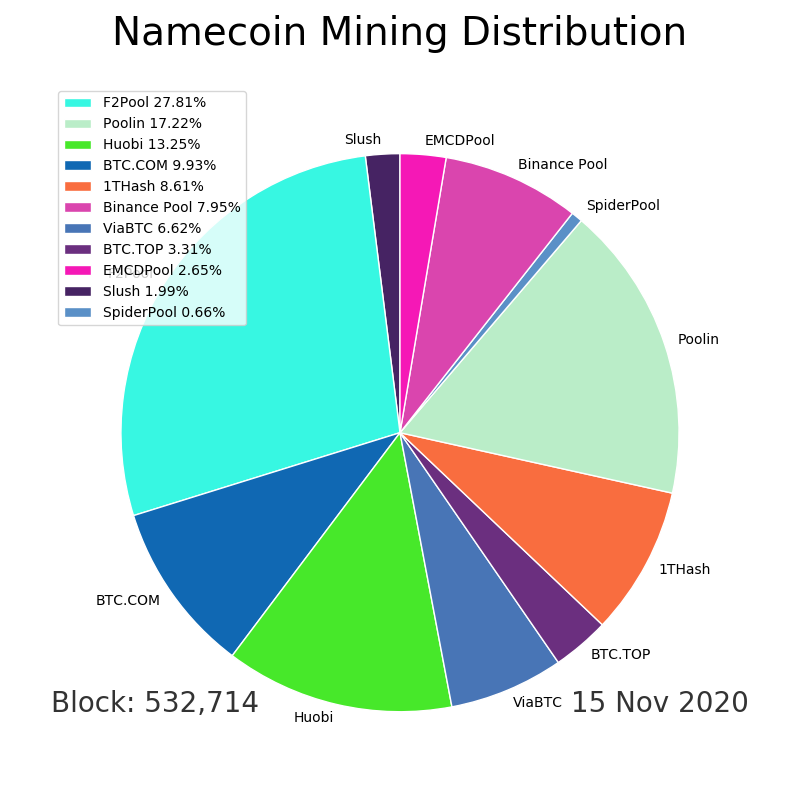 Namecoin Mining Distribution
F2Pool 27.81%
Poolin 17.22%
Huobi 13.25%
BTC.COM 9.93%
1THash 8.61%
Binance Pool 7.95%
ViaBTC 6.62%
BTC.TOP 3.31%
EMCDPool 2.65%
Slush 1.99%
SpiderPool 0.66%
Slush
EMCDPool
Binance Pool
SpiderPool
F2Pool
Poolin
1THash
BTC.COM
BTC.TOP
ViaBTC
Huobi
Block: 532,714
15 Nov 2020